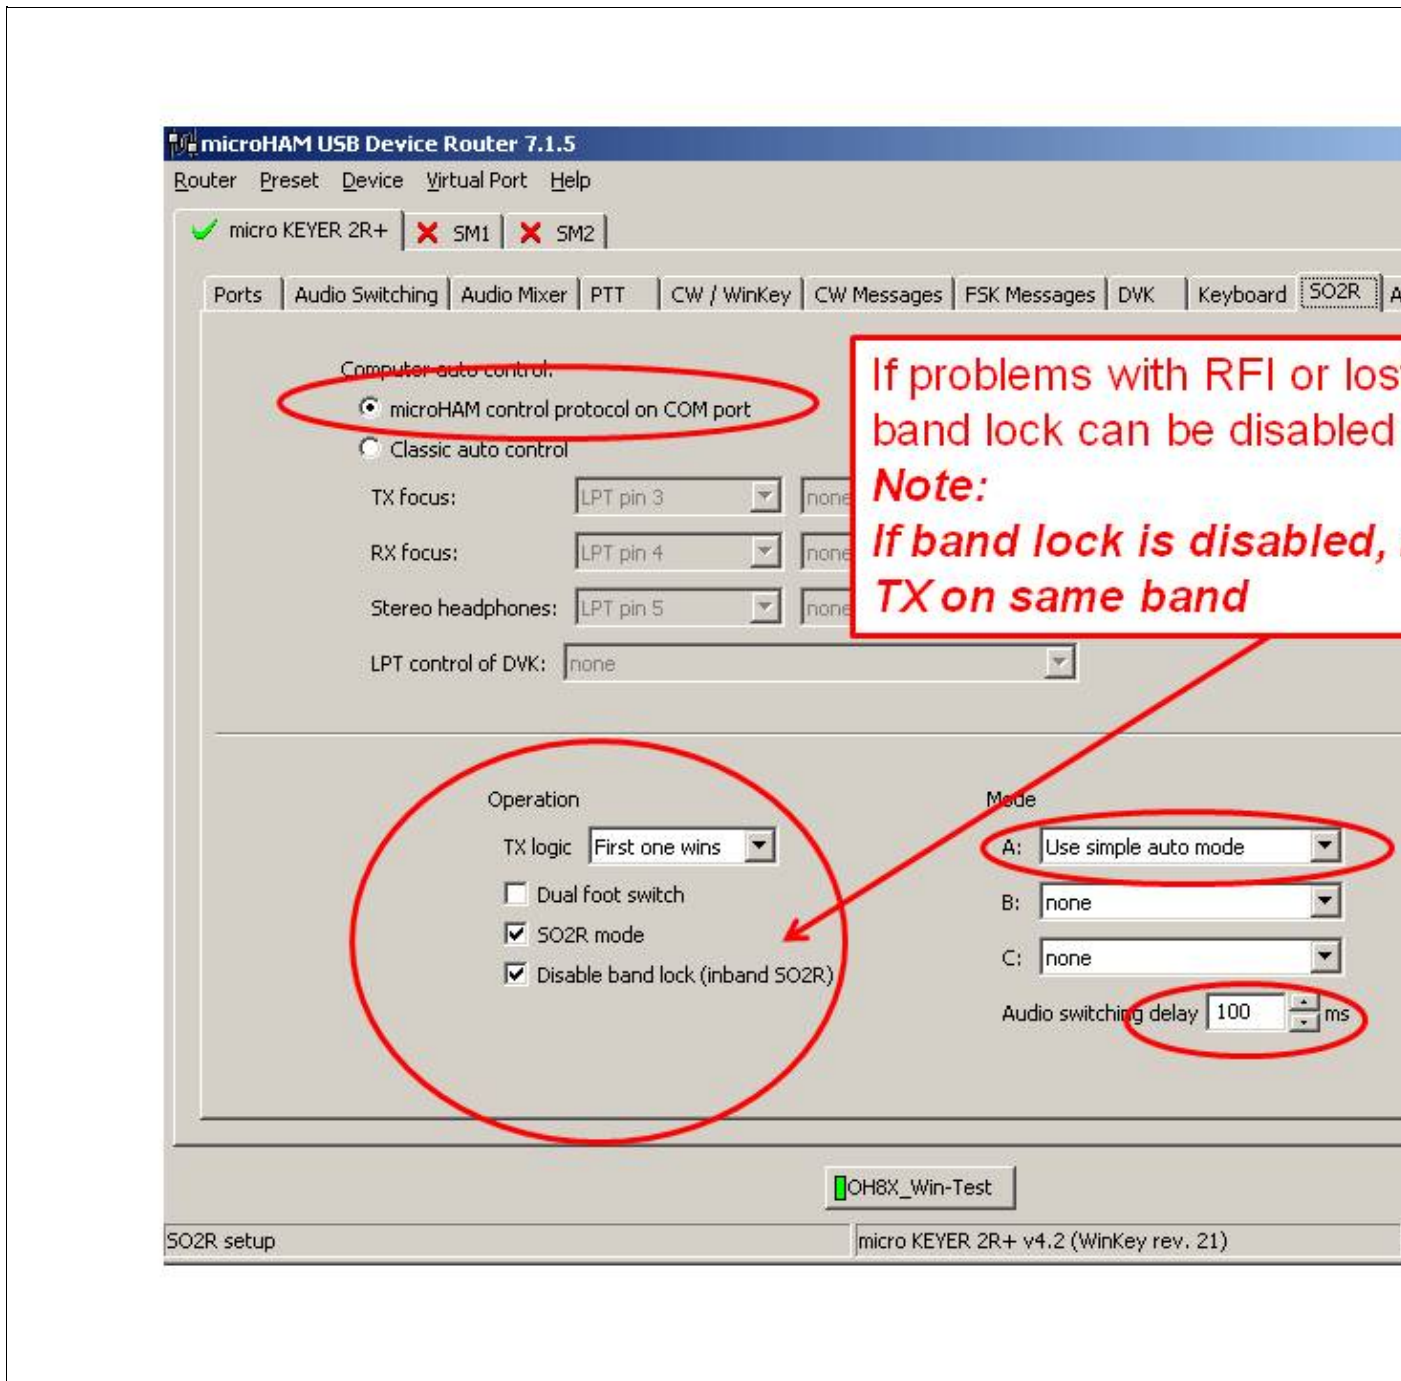 microHAM USB Device Router 7.1.5
Router Preset Device Virtual Port Help
micro KEYER 2R+ SM1 SM2
Ports Audio Switching Audio Mixer PTT CW / WinKey CW Messages FSK Messages DVK Keyboard SO2R A
Computer auto control:
microHAM control protocol on COM port
Classic auto control
TX focus: LPT pin 3 none
RX focus: LPT pin 4 none
Stereo headphones: LPT pin 5 none
LPT control of DVK: none
If problems with RFI or los
band lock can be disabled
Note:
If band lock is disabled,
TX on same band
Operation
TX logic First one wins
Dual foot switch
SO2R mode
Disable band lock (inband SO2R)
Mode
A: Use simple auto mode
B: none
C: none
Audio switching delay 100 ms
OH8X_Win-Test
SO2R setup
micro KEYER 2R+ v4.2 (WinKey rev. 21)